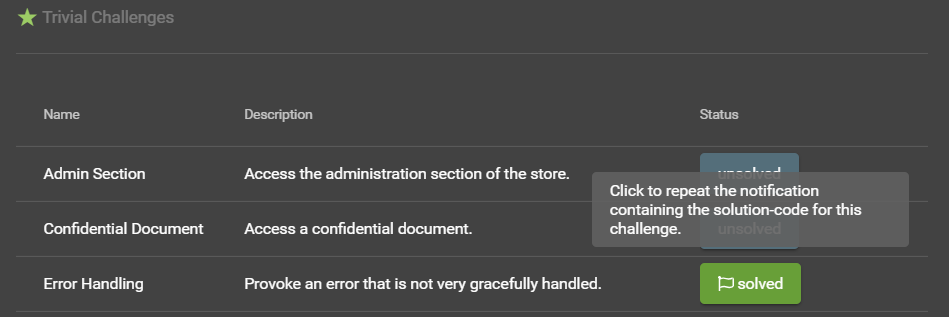 Trivial Challenges
Name Description Status
Admin Section Access the administration section of the store. unsolved
Click to repeat the notification
containing the solution-code for this
challenge.
Confidential Document Access a confidential document. unsolved
Error Handling Provoke an error that is not very gracefully handled. solved